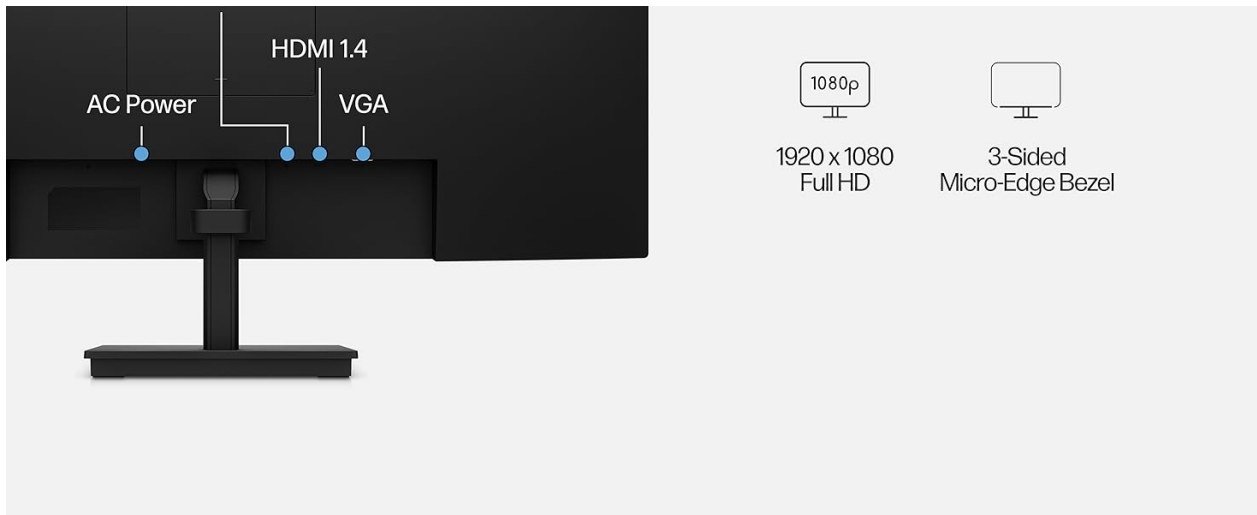 HDMI 1.4
AC Power
VGA
1080p
1920 x 1080
Full HD
3-Sided
Micro-Edge Bezel